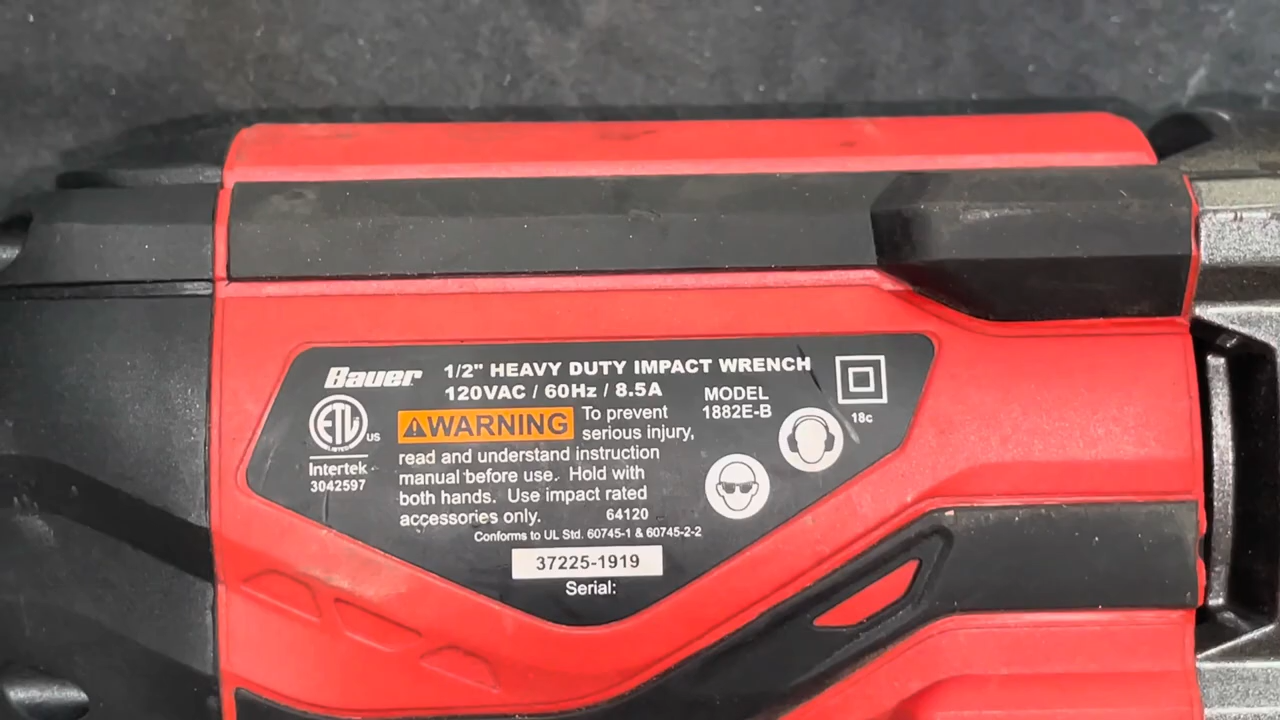 Bauer
1/2" HEAVY DUTY IMPACT WRENCH
120VAC / 60Hz / 8.5A
MODEL
1882E-B
18c
ETL
LISTED
US
Intertek
3042597
WARNING To prevent
serious injury,
read and understand instruction
manual before use. Hold with
both hands. Use impact rated
accessories only.
64120
Conforms to UL Std. 60745-1 & 60745-2-2
37225-1919
Serial: